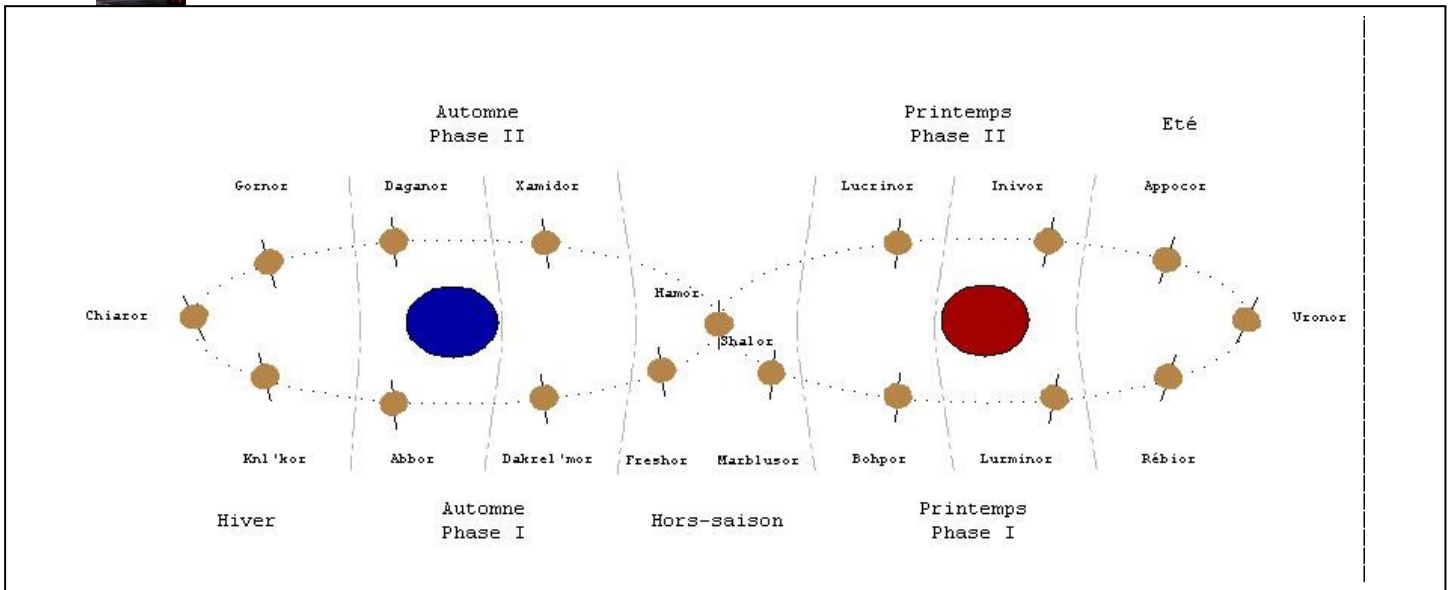 Automne
Phase II
Printemps
Phase II
Eté
Gornor
Daganor
Xamidor
Lucrinor
Inivor
Appocor
Hamor
Chiaror
Shalor
Uronor
Knl'kor
Abbor
Dakrel'mor
Freshor
Marblusor
Bohpor
Lurminor
Rébior
Hiver
Automne
Phase I
Hors-saison
Printemps
Phase I